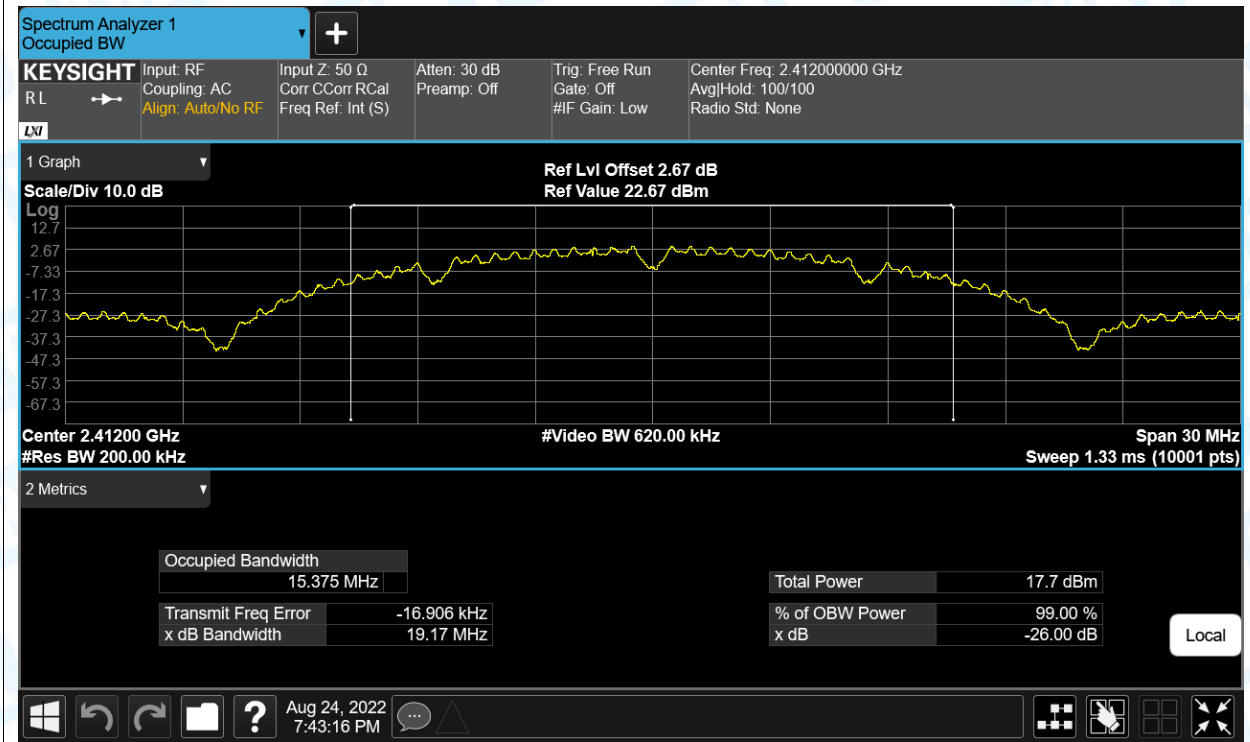 Spectrum Analyzer 1
Occupied BW
KEYSIGHT
R L
LXI
Input: RF
Coupling: AC
Align: Auto/No RF
Input Z: 50 Ω
Corr CCorr RCal
Freq Ref: Int (S)
Atten: 30 dB
Preamp: Off
Trig: Free Run
Gate: Off
#IF Gain: Low
Center Freq: 2.412000000 GHz
Avg|Hold: 100/100
Radio Std: None
1 Graph
Scale/Div 10.0 dB
Ref Lvl Offset 2.67 dB
Ref Value 22.67 dBm
Log
12.7
2.67
-7.33
-17.3
-27.3
-37.3
-47.3
-57.3
-67.3
Center 2.41200 GHz
#Video BW 620.00 kHz
Span 30 MHz
#Res BW 200.00 kHz
Sweep 1.33 ms (10001 pts)
2 Metrics
Occupied Bandwidth
15.375 MHz
Total Power 17.7 dBm
Transmit Freq Error -16.906 kHz
% of OBW Power 99.00 %
x dB Bandwidth 19.17 MHz
x dB -26.00 dB
Local
?
Aug 24, 2022
7:43:16 PM